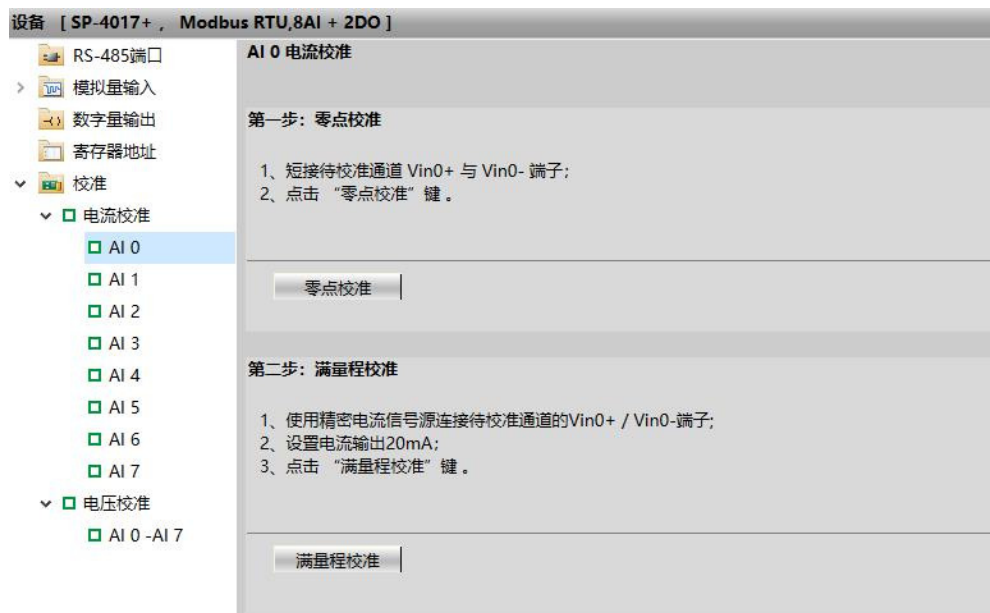 设备 [ SP-4017+ , Modbus RTU,8AI + 2DO ]
RS-485端口
模拟量输入
数字量输出
寄存器地址
校准
电流校准
AI 0
AI 1
AI 2
AI 3
AI 4
AI 5
AI 6
AI 7
电压校准
AI 0 -AI 7
AI 0 电流校准
第一步：零点校准
1、短接待校准通道 Vin0+ 与 Vin0- 端子；
2、点击 “零点校准” 键 。
零点校准
第二步：满量程校准
1、使用精密电流信号源连接待校准通道的Vin0+ / Vin0-端子；
2、设置电流输出20mA；
3、点击 “满量程校准” 键 。
满量程校准